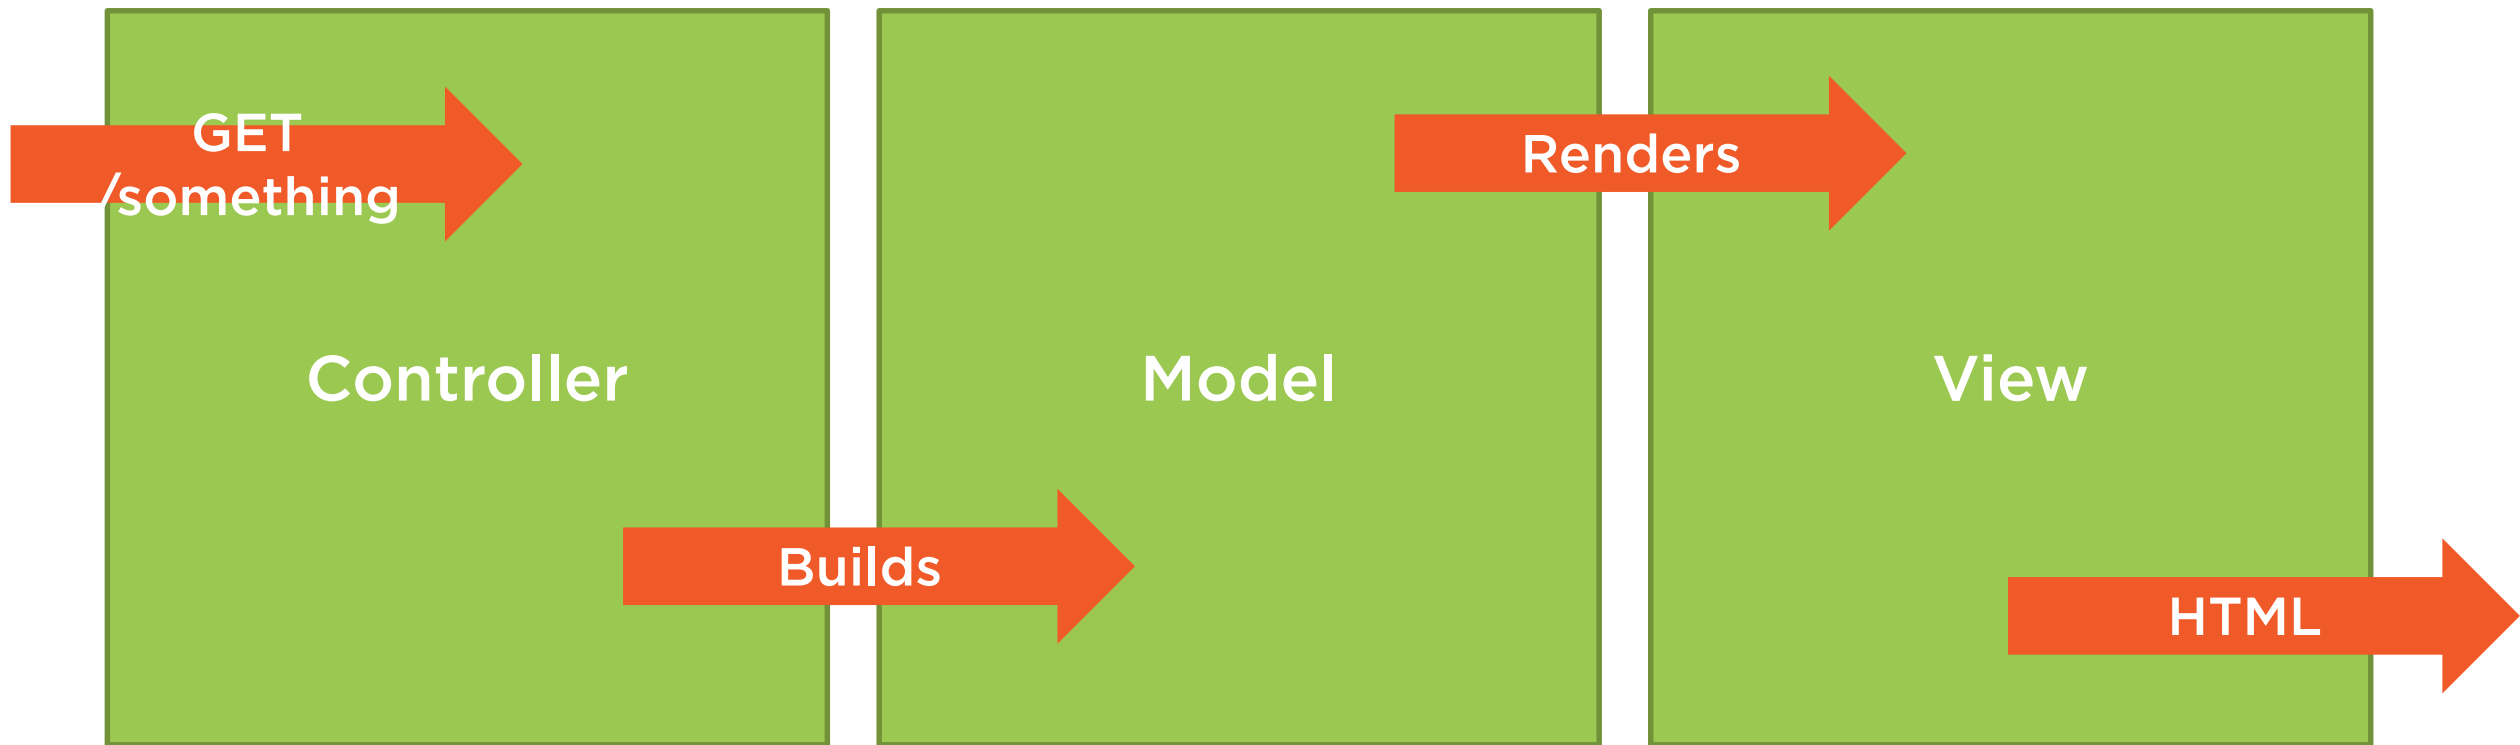 GET
/something
Renders
Controller
Model
View
Builds
HTML